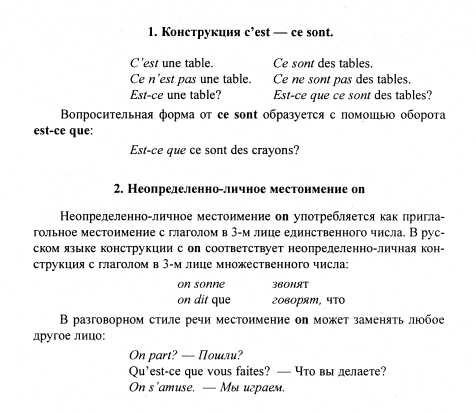 1. Конструкция c'est — ce sont.
C'est une table. Ce sont des tables.
Ce n'est pas une table. Ce ne sont pas des tables.
Est-ce une table? Est-ce que ce sont des tables?
Вопросительная форма от ce sont образуется с помощью оборота
est-ce que:
Est-ce que ce sont des crayons?
2. Неопределенно-личное местоимение on
Неопределенно-личное местоимение on употребляется как пригла-
гольное местоимение с глаголом в 3-м лице единственного числа. В рус-
ском языке конструкции с on соответствует неопределенно-личная кон-
струкция с глаголом в 3-м лице множественного числа:
on sonne звонят
on dit que говорят, что
В разговорном стиле речи местоимение on может заменять любое
другое лицо:
On part? — Пошли?
Qu'est-ce que vous faites? — Что вы делаете?
On s'amuse. — Мы играем.